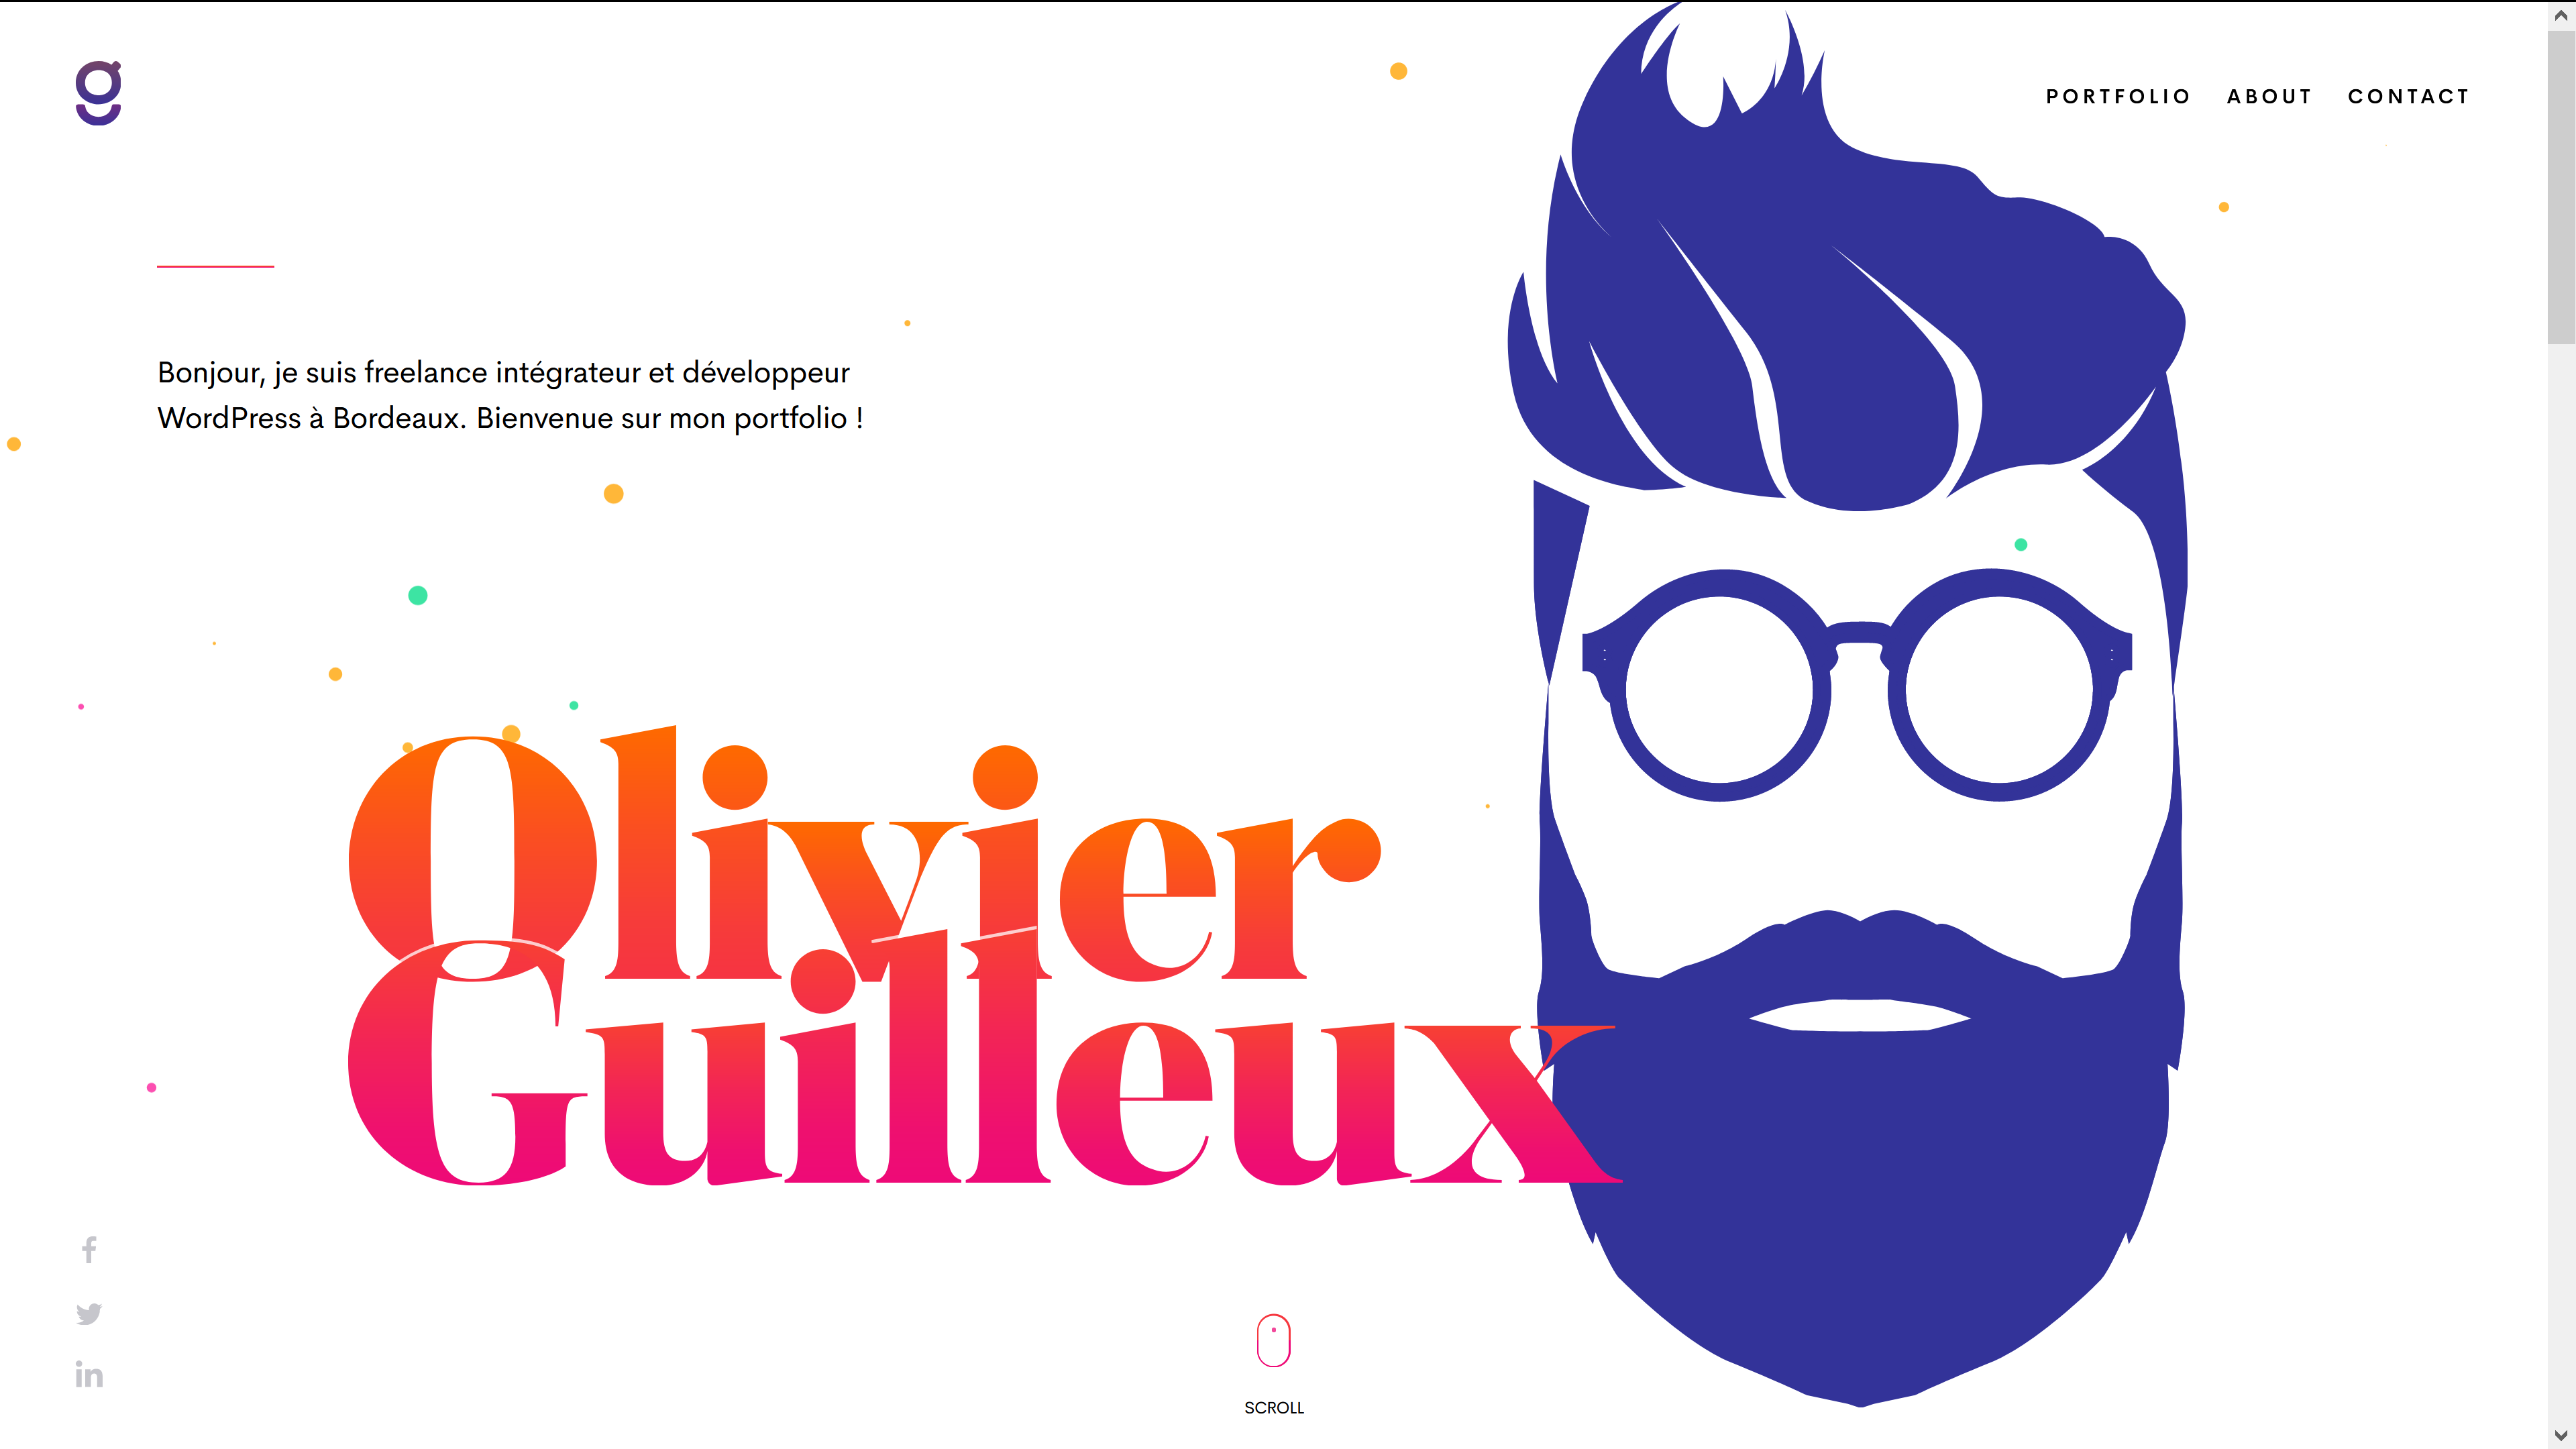 g
PORTFOLIO ABOUT CONTACT
Bonjour, je suis freelance intégrateur et développeur
WordPress à Bordeaux. Bienvenue sur mon portfolio !
Olivier
Guilleux
f
in
SCROLL